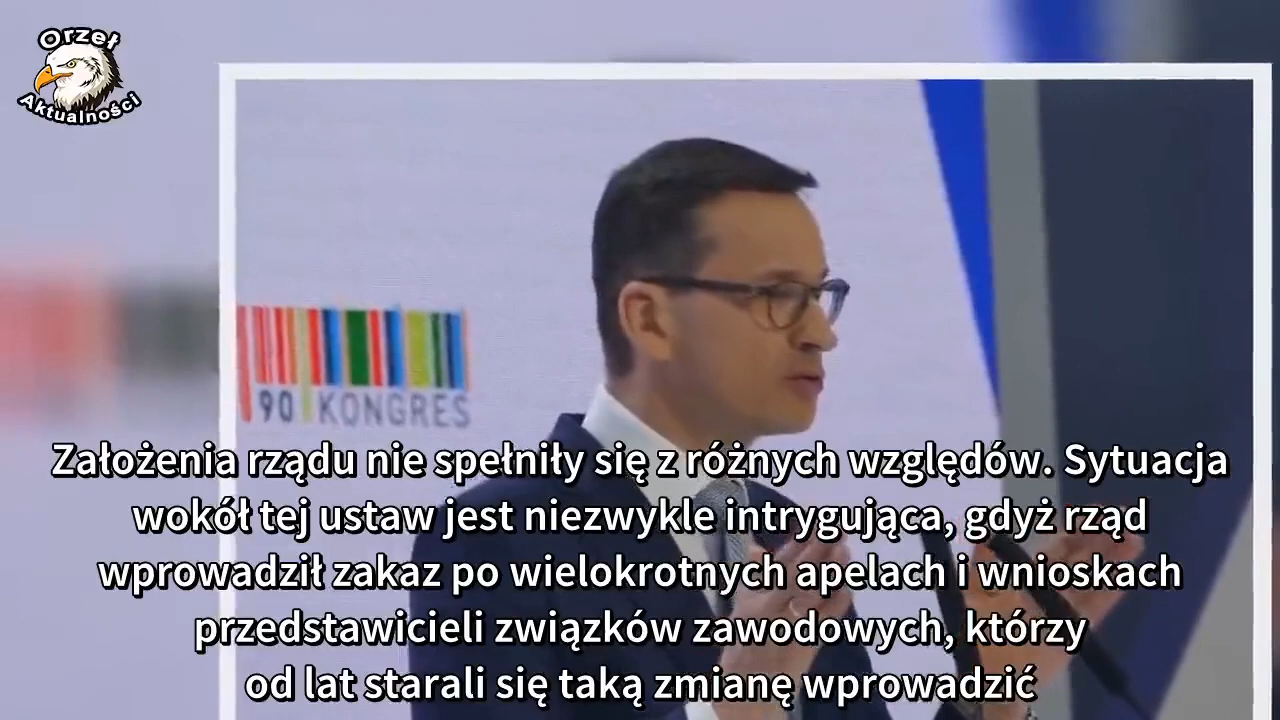 Orzeł
Aktualności
90 KONGRES
Założenia rządu nie spełniły się z różnych względów. Sytuacja
wokół tej ustaw jest niezwykle intrygująca, gdyż rząd
wprowadził zakaz po wielokrotnych apelach i wnioskach
przedstawicieli związków zawodowych, którzy
od lat starali się taką zmianę wprowadzić